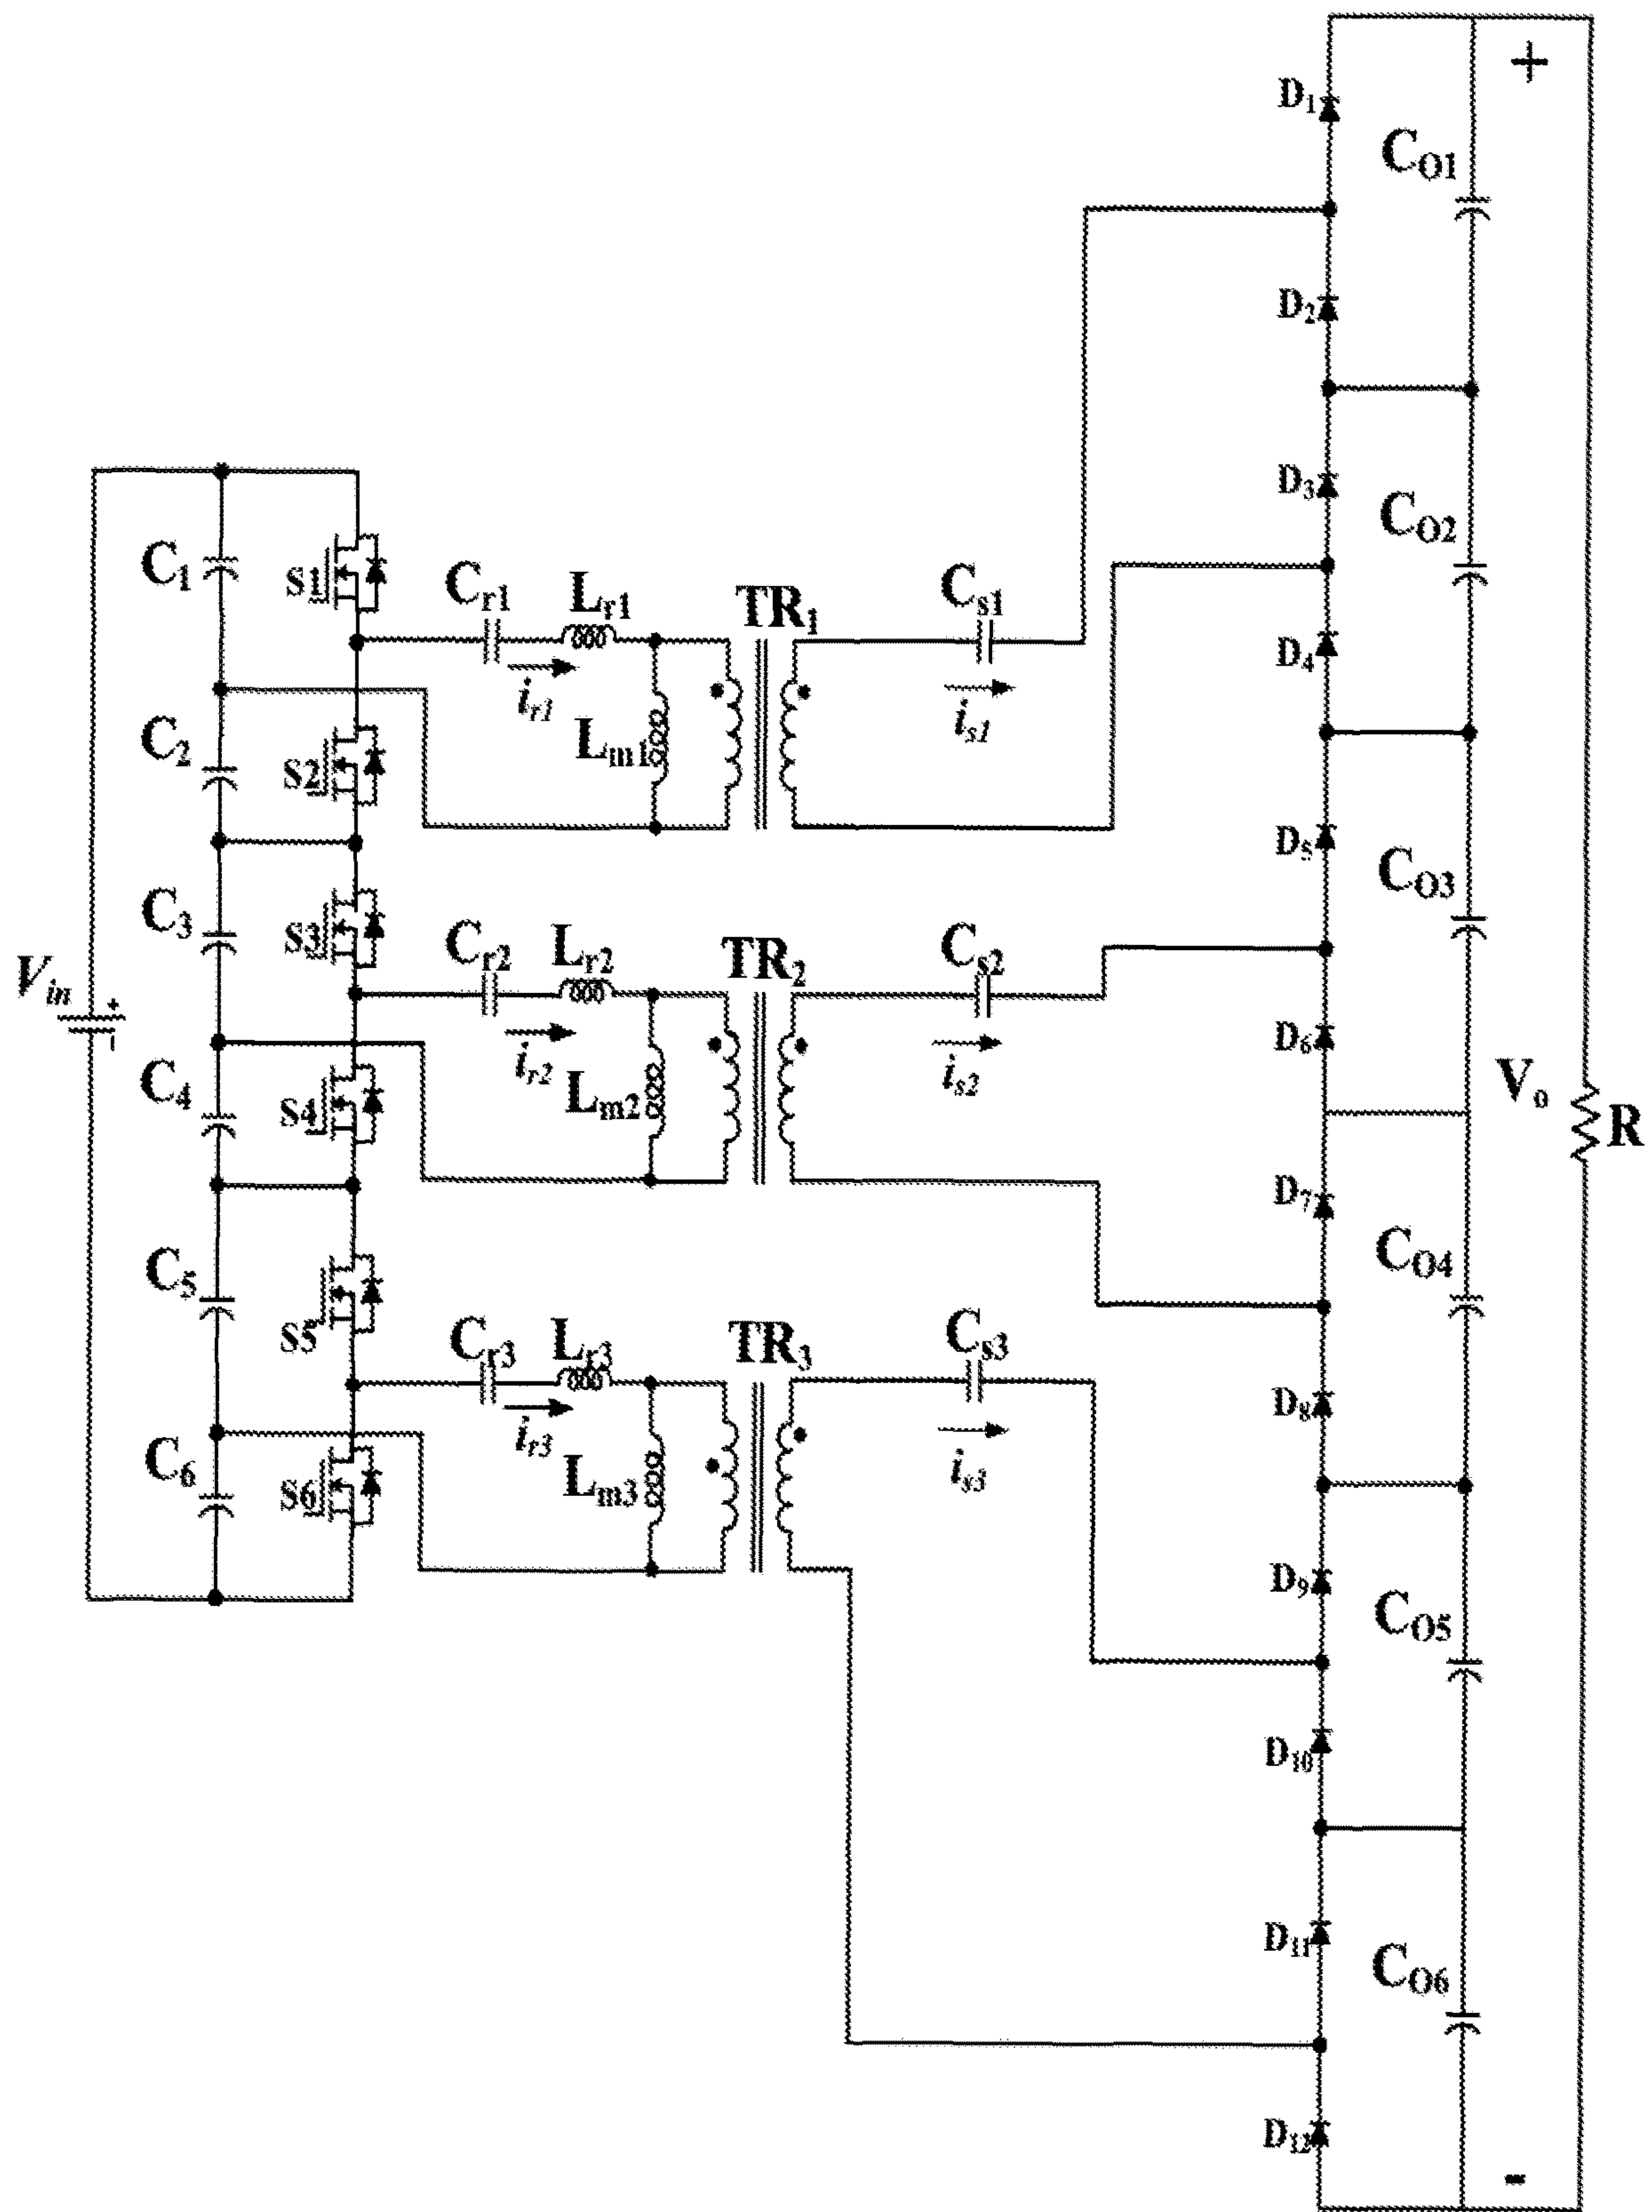 +
D1
CO1
D2
D3
CO2
C1
S1
Cr1
Lr1
TR1
Cs1
D4
ir1
is1
C2
S2
Lm1
D5
CO3
C3
S3
Cr2
Lr2
TR2
Cs2
Vin
+
-
ir2
is2
D6
C4
S4
Lm2
Vo
R
D7
CO4
C5
S5
Cr3
Lr3
TR3
Cs3
D8
ir3
is3
C6
S6
Lm3
D9
CO5
D10
D11
CO6
D12
-